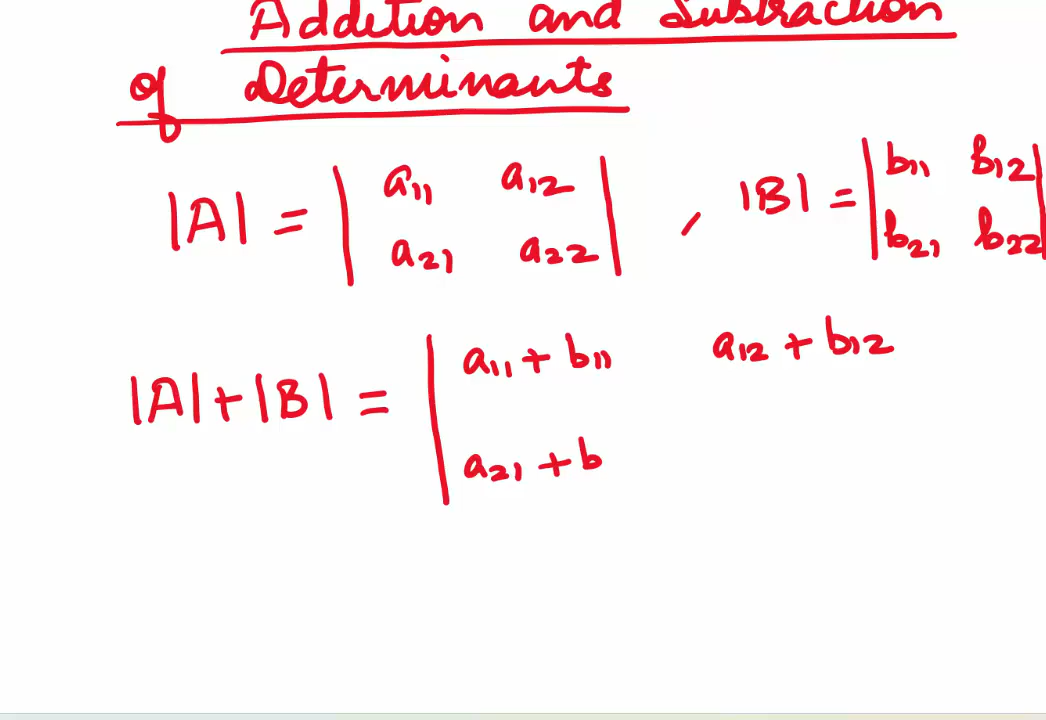 Addition and Subtraction
of Determinants
|A| = | a11 a12 | , |B| = | b11 b12 |
| a21 a22 | | b21 b22 |
|A|+|B| = | a11 + b11 a12 + b12
a21 + b